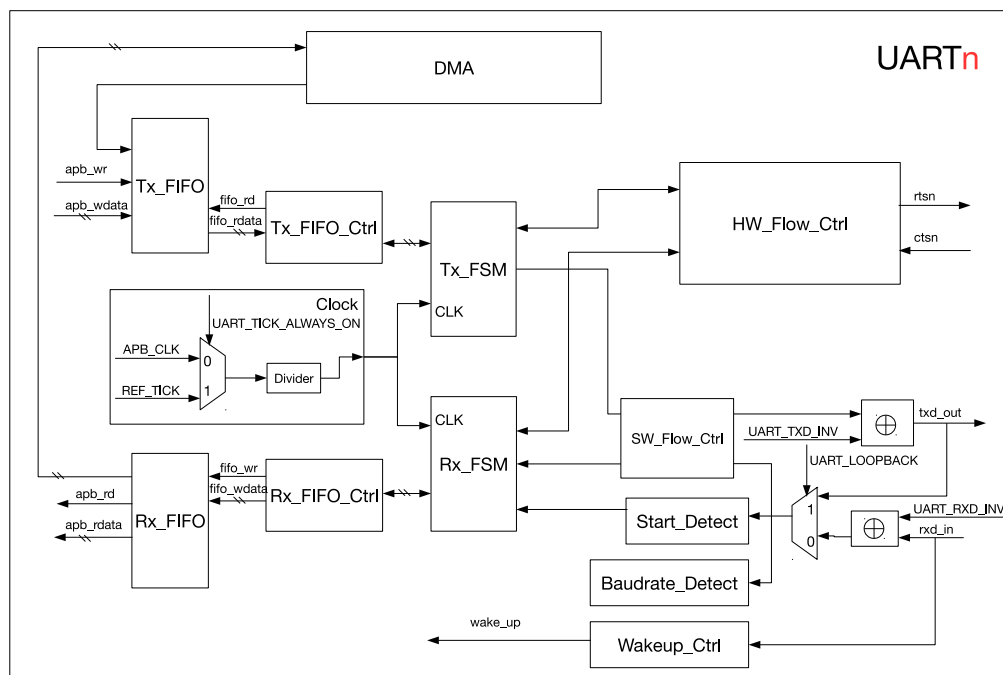 DMA
UARTn
apb_wr
Tx_FIFO
apb_wdata
fifo_rd
fifo_rdata
Tx_FIFO_Ctrl
Tx_FSM
CLK
HW_Flow_Ctrl
rtsn
ctsn
Clock
UART_TICK_ALWAYS_ON
APB_CLK
0
REF_TICK
1
Divider
CLK
Rx_FSM
SW_Flow_Ctrl
UART_TXD_INV
txd_out
UART_LOOPBACK
fifo_wr
fifo_wdata
Rx_FIFO_Ctrl
apb_rd
Rx_FIFO
apb_rdata
Start_Detect
1
0
UART_RXD_INV
rxd_in
Baudrate_Detect
wake_up
Wakeup_Ctrl